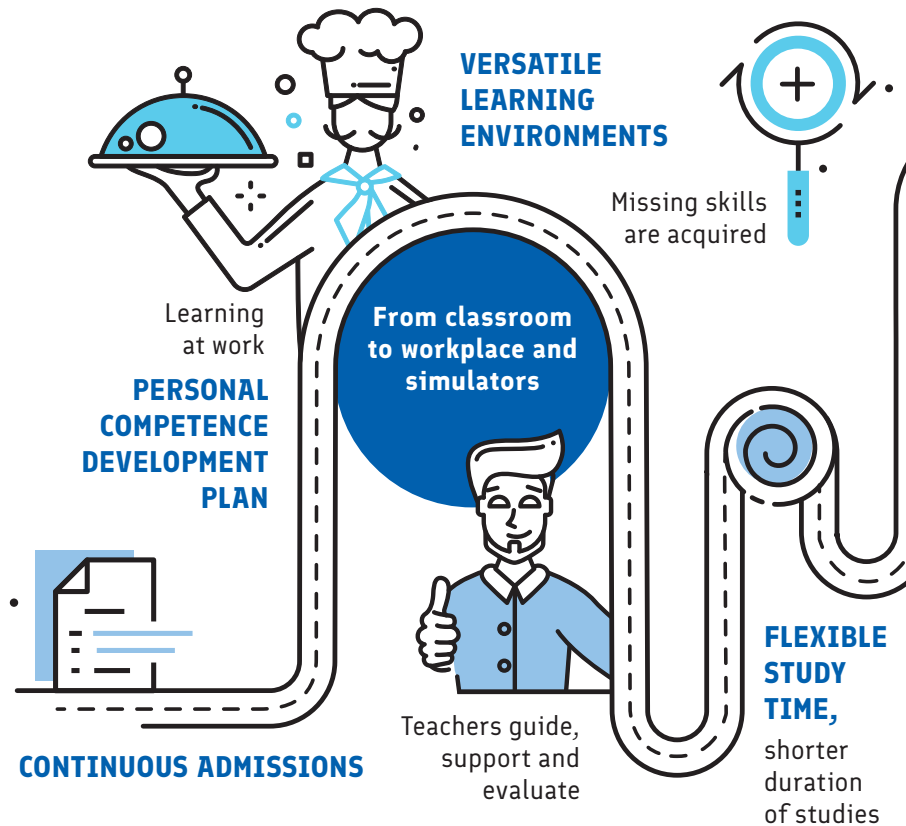 VERSATILE
LEARNING
ENVIRONMENTS
Missing skills
are acquired
Learning
at work
From classroom
to workplace and
simulators
PERSONAL
COMPETENCE
DEVELOPMENT
PLAN
CONTINUOUS ADMISSIONS
Teachers guide,
support and
evaluate
FLEXIBLE
STUDY
TIME,
shorter
duration
of studies